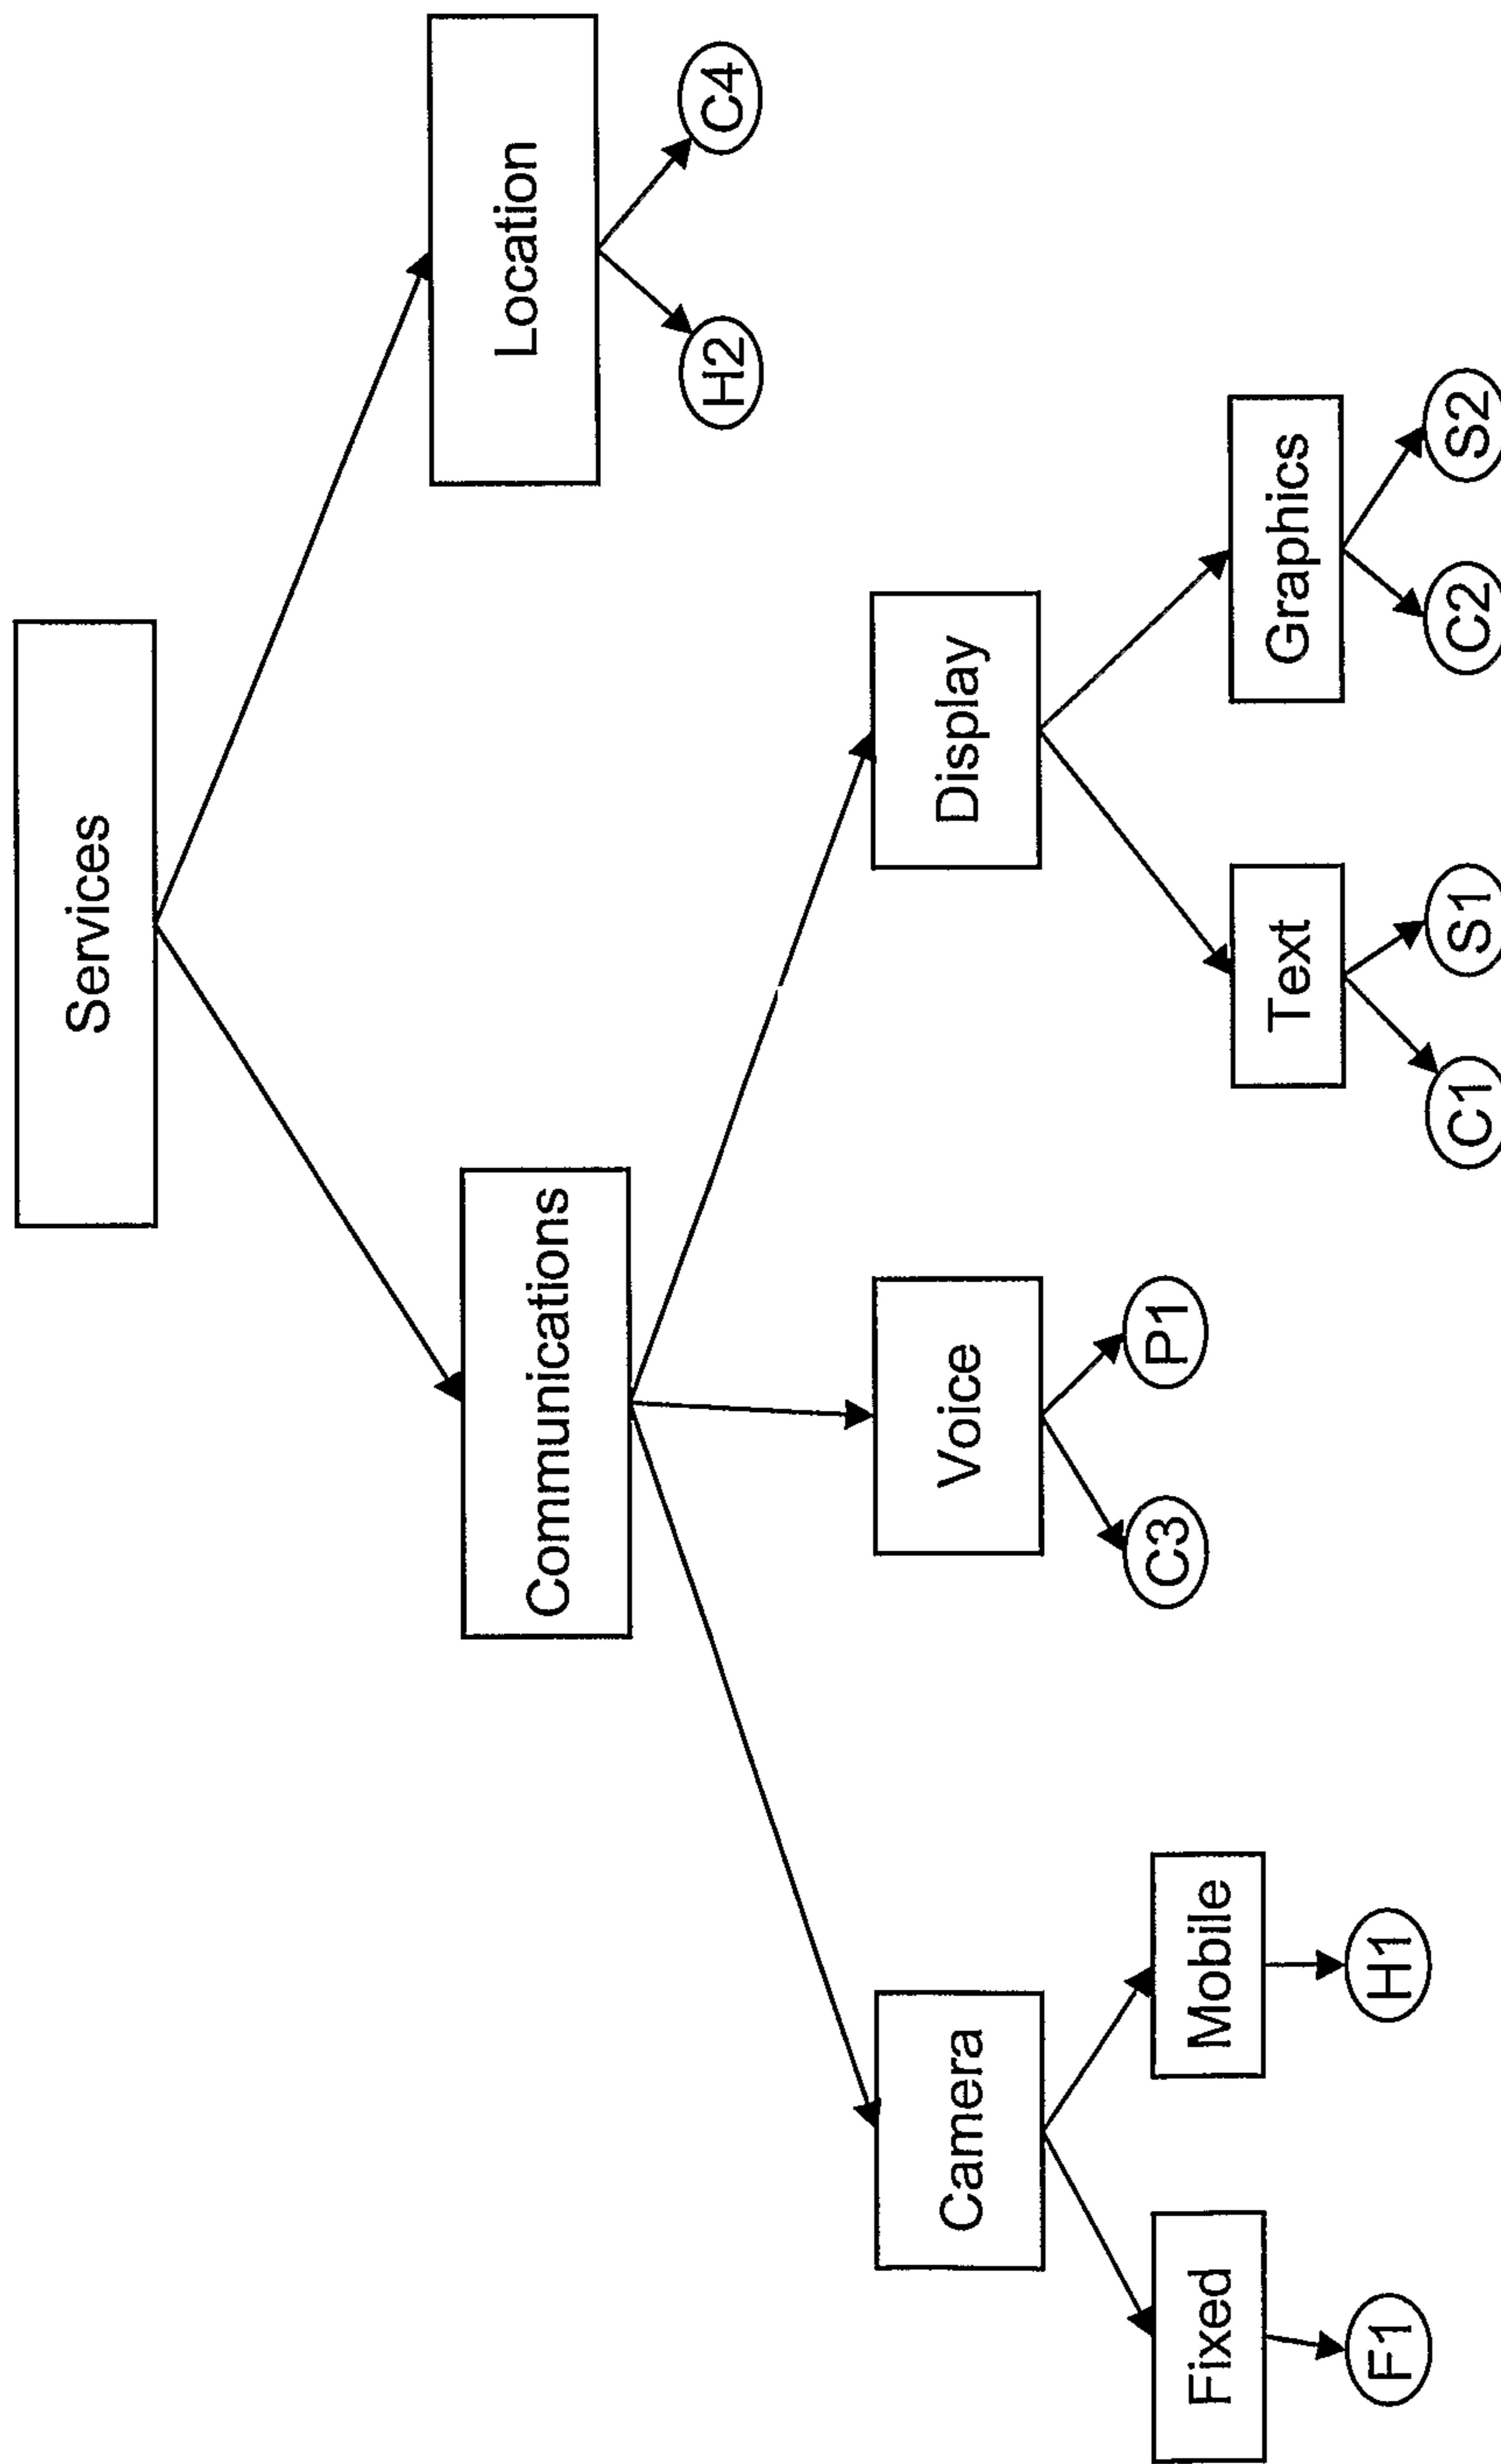 Services
Communications
Location
H2
C4
Camera
Voice
Display
Fixed
Mobile
C3
P1
Text
Graphics
F1
H1
C1
S1
C2
S2